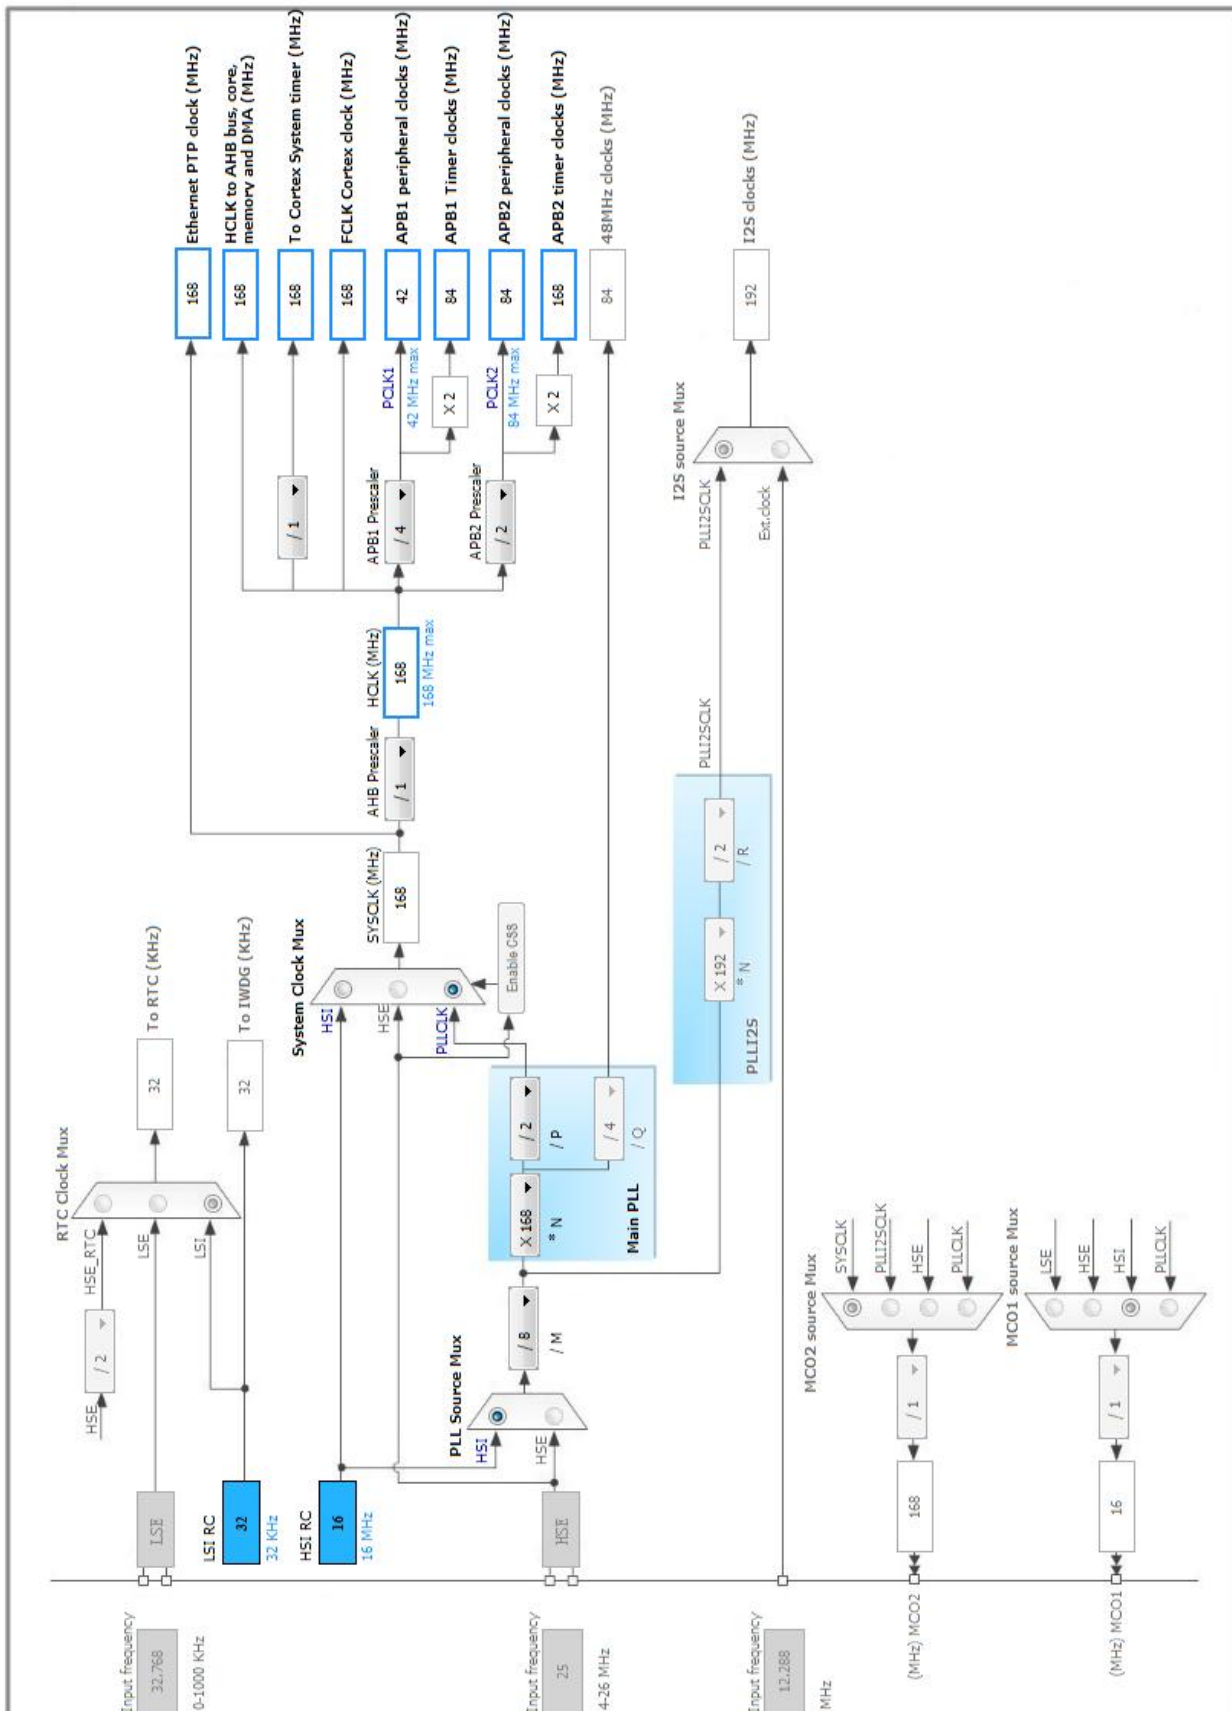 Input frequency
32.768
0-1000 KHz
LSE
HSE
/ 2
HSE_RTC
LSE
LSI
RTC Clock Mux
32
To RTC (KHz)
LSI RC
32
32 KHz
32
To IWDG (KHz)
HSI RC
16
16 MHz
System Clock Mux
HSI
HSE
PLLCLK
Enable CSS
SYSCLK (MHz)
168
AHB Prescaler
/ 1
HCLK (MHz)
168
168 MHz max
168
Ethernet PTP clock (MHz)
168
HCLK to AHB bus, core,
memory and DMA (MHz)
/ 1
168
To Cortex System timer (MHz)
168
FCLK Cortex clock (MHz)
APB1 Prescaler
/ 4
PCLK1
42 MHz max
42
APB1 peripheral clocks (MHz)
X 2
84
APB1 Timer clocks (MHz)
APB2 Prescaler
/ 2
PCLK2
84 MHz max
84
APB2 peripheral clocks (MHz)
X 2
168
APB2 timer clocks (MHz)
84
48MHz clocks (MHz)
Input frequency
25
4-26 MHz
HSE
PLL Source Mux
HSI
HSE
/ 8
/ M
X 168
* N
/ 2
/ P
/ 4
/ Q
Main PLL
X 192
* N
/ 2
/ R
PLLI2S
PLLI2SCLK
I2S source Mux
PLLI2SCLK
Ext.clock
192
I2S clocks (MHz)
Input frequency
12.288
MHz
MCO2 source Mux
SYSCLK
PLLI2SCLK
HSE
PLLCLK
/ 1
168
(MHz) MCO2
MCO1 source Mux
LSE
HSE
HSI
PLLCLK
/ 1
16
(MHz) MCO1